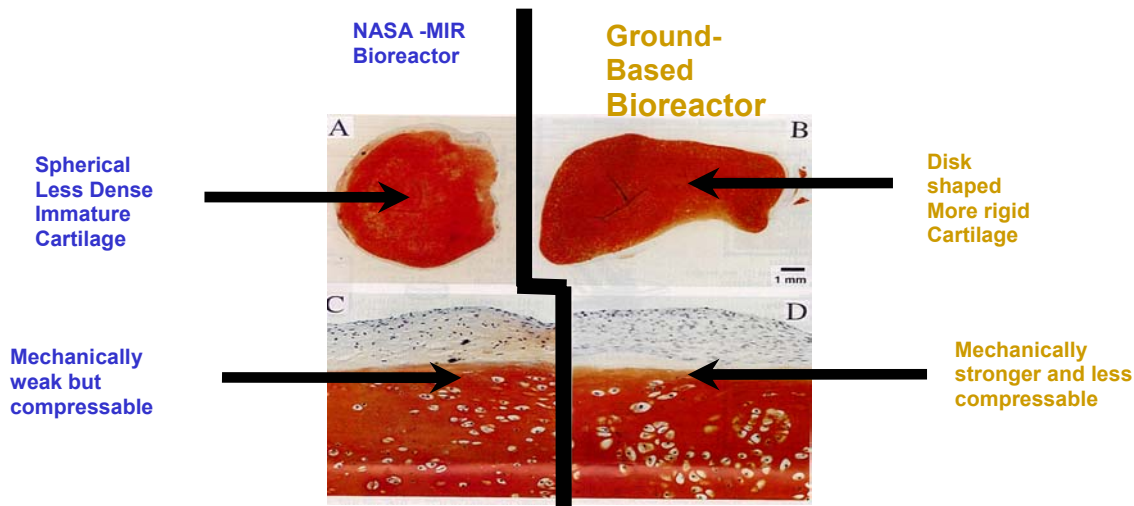 NASA -MIR
Bioreactor
Ground-
Based
Bioreactor
A
B
Spherical
Less Dense
Immature
Cartilage
Disk
shaped
More rigid
Cartilage
1 mm
C
D
Mechanically
weak but
compressable
Mechanically
stronger and less
compressable